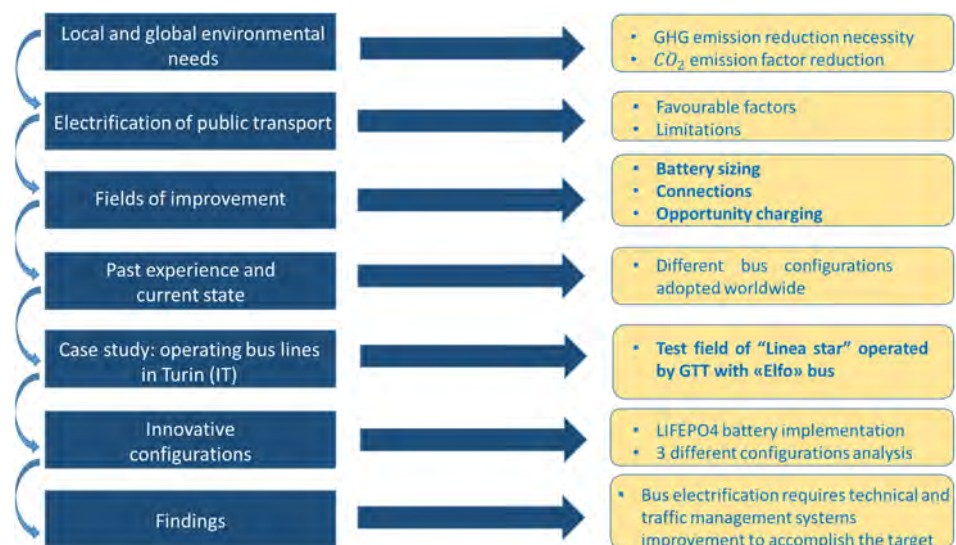 Local and global environmental
needs
• GHG emission reduction necessity
• CO₂ emission factor reduction
Electrification of public transport
• Favourable factors
• Limitations
Fields of improvement
• Battery sizing
• Connections
• Opportunity charging
Past experience and
current state
• Different bus configurations
adopted worldwide
Case study: operating bus lines
in Turin (IT)
• Test field of “Linea star” operated
by GTT with «Elfo» bus
Innovative
configurations
• LIFEPO4 battery implementation
• 3 different configurations analysis
Findings
• Bus electrification requires technical and
traffic management systems
improvement to accomplish the target